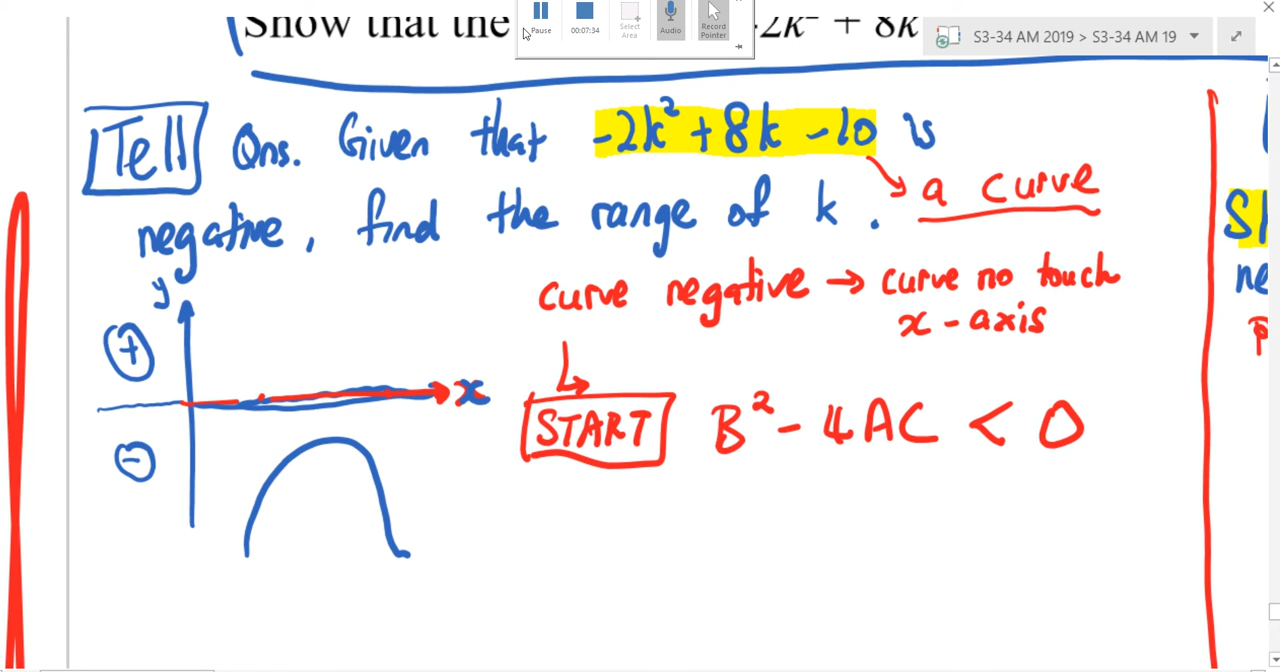 Show that the
2k² + 8k
Pause
00:07:34
Select Area
Audio
Record Pointer
S3-34 AM 2019 > S3-34 AM 19
Tell Qns. Given that -2k² + 8k - 10 is
negative, find the range of k.
a curve
curve negative → curve no touch
x-axis
START B² - 4AC < 0
y
+
x
-